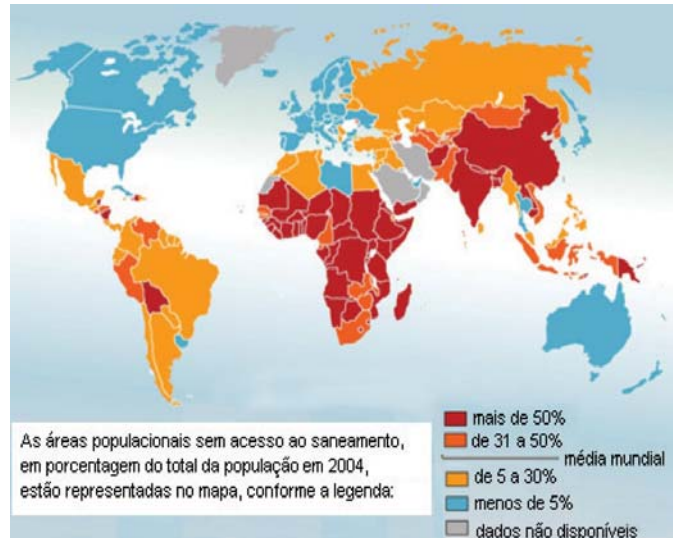 As áreas populacionais sem acesso ao saneamento,
em porcentagem do total da população em 2004,
estão representadas no mapa, conforme a legenda:
mais de 50%
de 31 a 50%
média mundial
de 5 a 30%
menos de 5%
dados não disponíveis